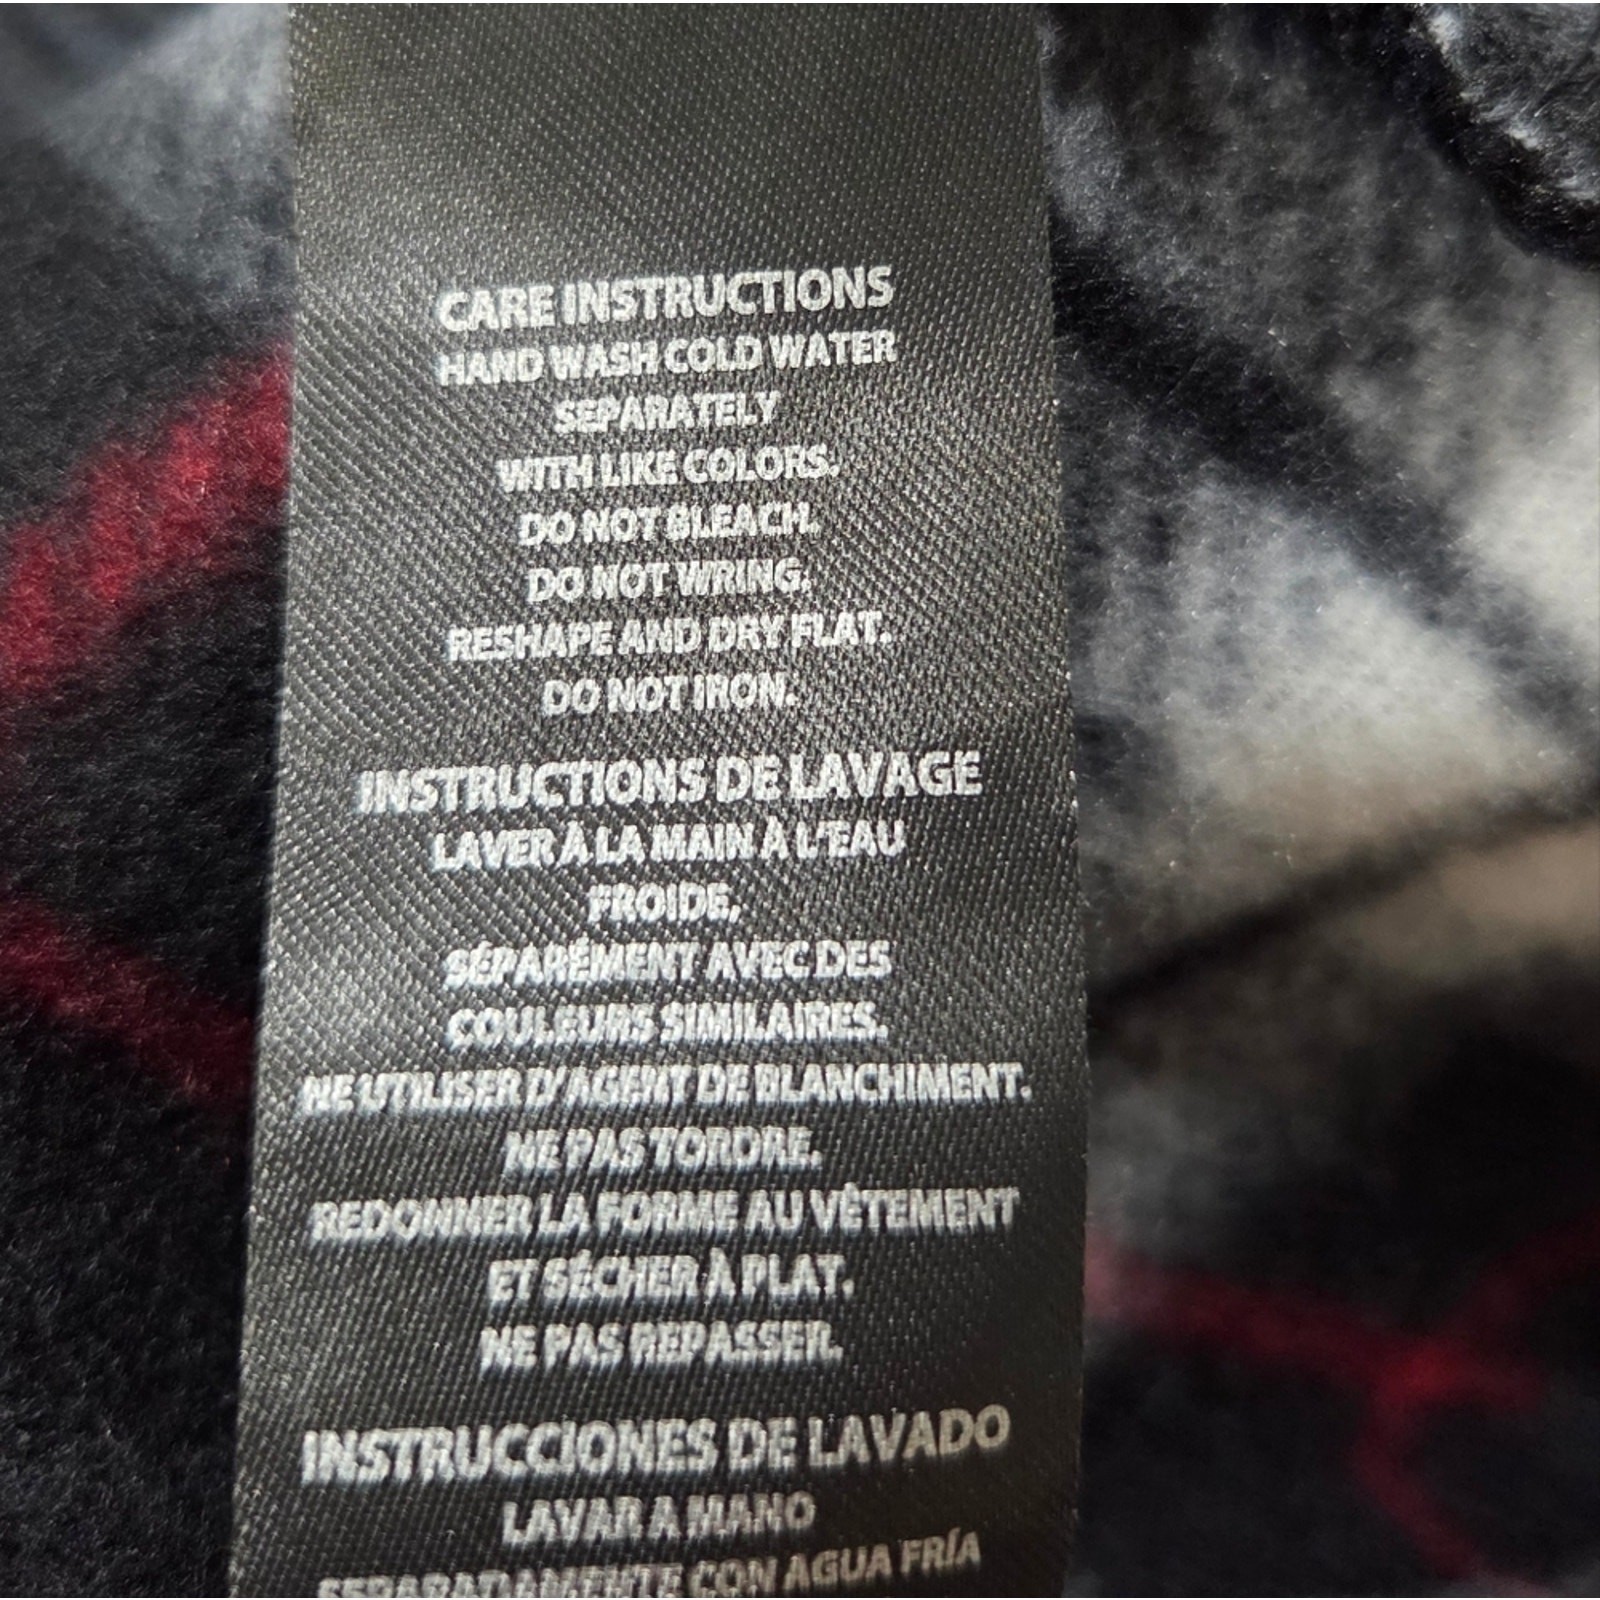 CARE INSTRUCTIONS
HAND WASH COLD WATER
SEPARATELY
WITH LIKE COLORS.
DO NOT BLEACH.
DO NOT WRING.
RESHAPE AND DRY FLAT.
DO NOT IRON.
INSTRUCTIONS DE LAVAGE
LAVER À LA MAIN À L'EAU
FROIDE,
SÉPARÉMENT AVEC DES
COULEURS SIMILAIRES.
NE UTILISER D'AGENT DE BLANCHIMENT.
NE PAS TORDRE.
REDONNER LA FORME AU VÊTEMENT
ET SÉCHER À PLAT.
NE PAS REPASSER.
INSTRUCCIONES DE LAVADO
LAVAR A MANO
SEPARADAMENTE CON AGUA FRÍA